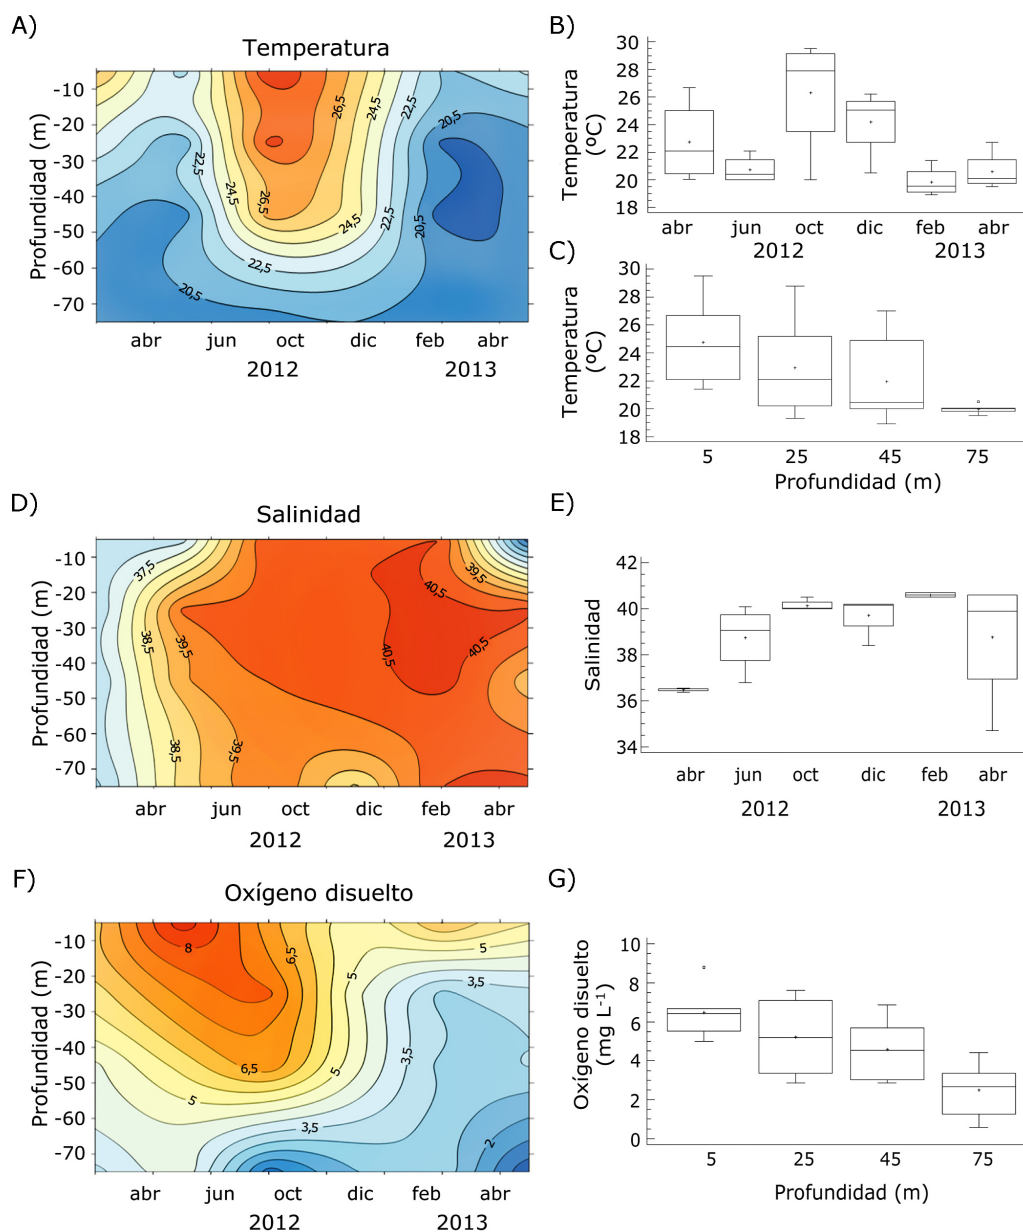 A)
Temperatura
Profundidad (m)
-10
-20
-30
-40
-50
-60
-70
22,5
24,5
26,5
26,5
24,5
22,5
20,5
24,5
22,5
20,5
22,5
20,5
abr jun oct dic feb abr
2012 2013
B)
Temperatura
(ºC)
30
28
26
24
22
20
18
abr jun oct dic feb abr
2012 2013
C)
Temperatura
(ºC)
30
28
26
24
22
20
18
5 25 45 75
Profundidad (m)
D)
Salinidad
Profundidad (m)
-10
-20
-30
-40
-50
-60
-70
37,5
38,5
39,5
38,5
39,5
40,5
39,5
40,5
40,5
abr jun oct dic feb abr
2012 2013
E)
Salinidad
42
40
38
36
34
abr jun oct dic feb abr
2012 2013
F)
Oxígeno disuelto
Profundidad (m)
-10
-20
-30
-40
-50
-60
-70
8
6,5
5
5
3,5
3,5
6,5
5
5
3,5
2
abr jun oct dic feb abr
2012 2013
G)
Oxígeno disuelto
(mg L⁻¹)
10
8
6
4
2
0
5 25 45 75
Profundidad (m)